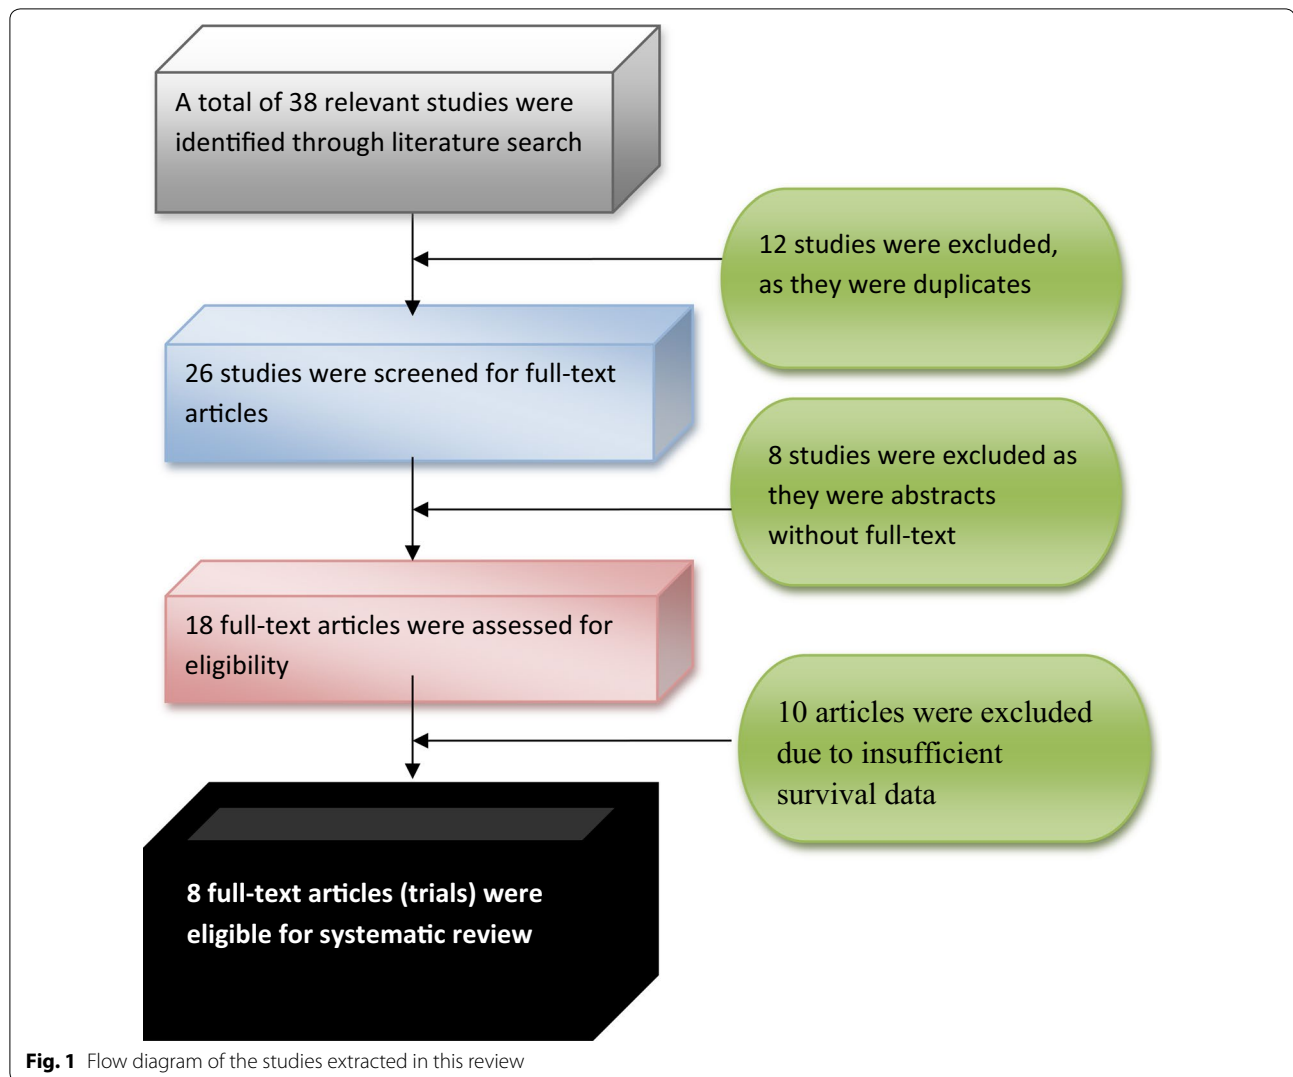 A total of 38 relevant studies were
identified through literature search
12 studies were excluded,
as they were duplicates
26 studies were screened for full-text
articles
8 studies were excluded as
they were abstracts
without full-text
18 full-text articles were assessed for
eligibility
10 articles were excluded
due to insufficient
survival data
8 full-text articles (trials) were
eligible for systematic review
Fig. 1 Flow diagram of the studies extracted in this review